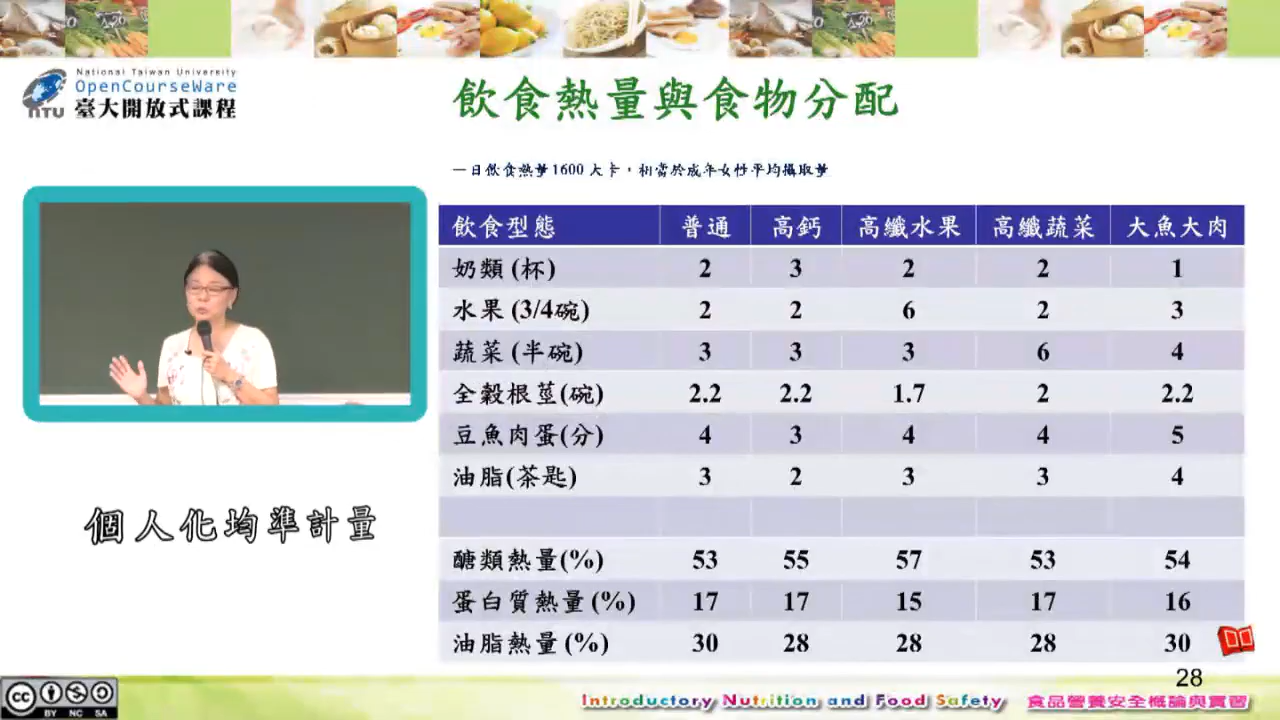 National Taiwan University
OpenCourseWare
NTU 臺大開放式課程
飲食熱量與食物分配
一日飲食熱量1600 大卡，相當於成年女性平均攝取量
飲食型態 普通 高鈣 高纖水果 高纖蔬菜 大魚大肉
奶類 (杯) 2 3 2 2 1
水果 (3/4碗) 2 2 6 2 3
蔬菜 (半碗) 3 3 3 6 4
全穀根莖(碗) 2.2 2.2 1.7 2 2.2
豆魚肉蛋(分) 4 3 4 4 5
油脂(茶匙) 3 2 3 3 4
醣類熱量(%) 53 55 57 53 54
蛋白質熱量(%) 17 17 15 17 16
油脂熱量(%) 30 28 28 28 30
個人化均準計量
28
cc BY NC SA
Introductory Nutrition and Food Safety 食品營養安全概論與實習